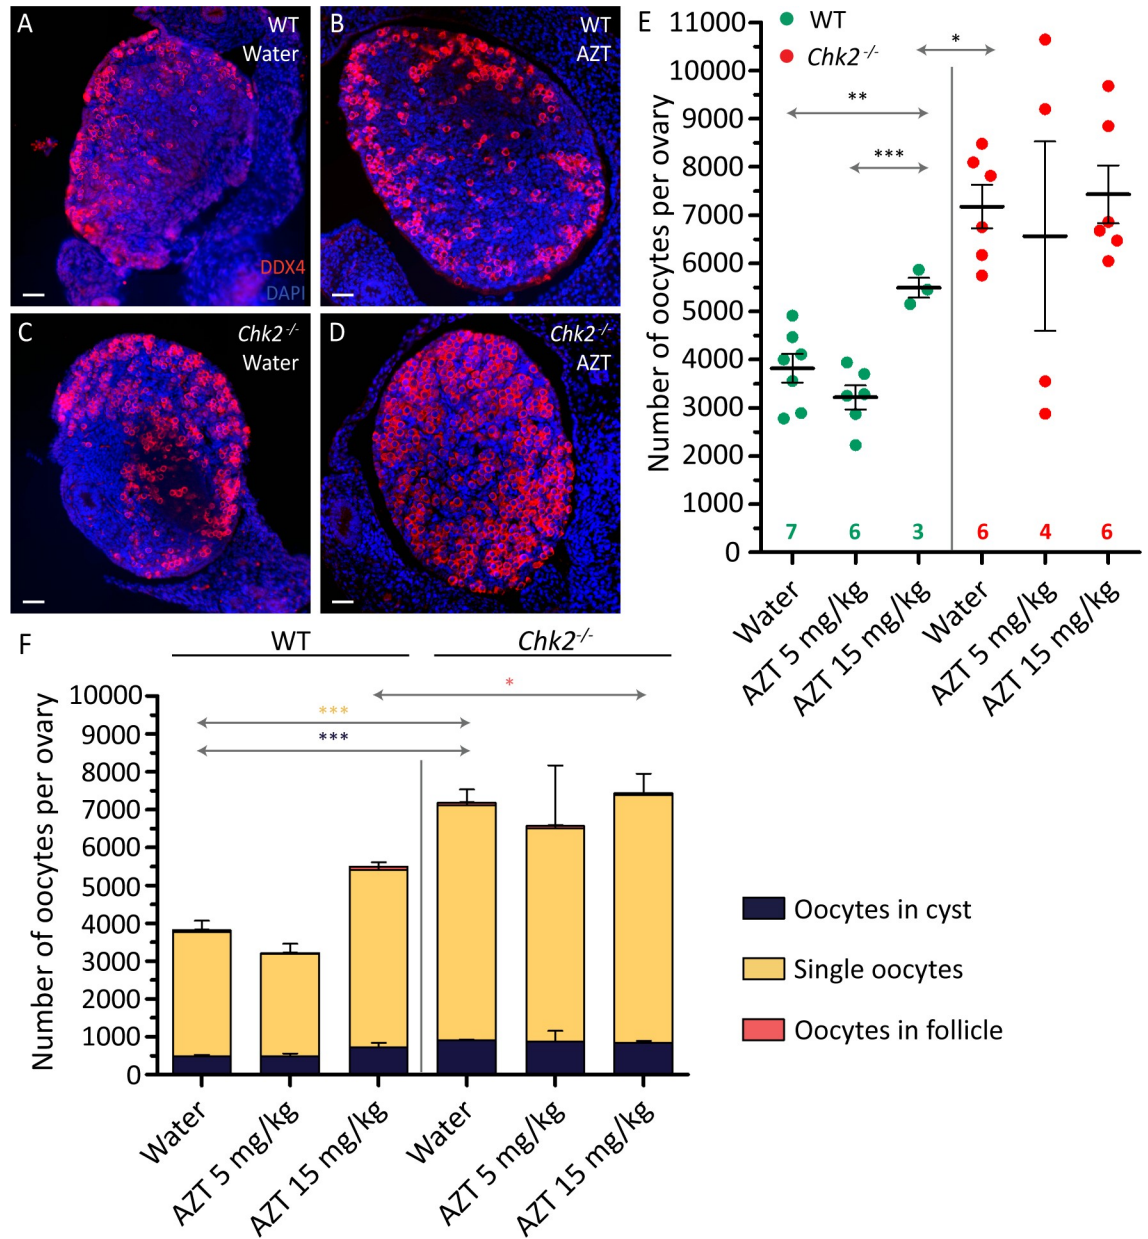 A
WT
Water
DDX4
DAPI
B
WT
AZT
C
Chk2 -/-
Water
D
Chk2 -/-
AZT
E
WT
Chk2 -/-
Number of oocytes per ovary
11000
10000
9000
8000
7000
6000
5000
4000
3000
2000
1000
0
*
**
***
7
6
3
6
4
6
Water
AZT 5 mg/kg
AZT 15 mg/kg
Water
AZT 5 mg/kg
AZT 15 mg/kg
F
WT
Chk2 -/-
Number of oocytes per ovary
10000
9000
8000
7000
6000
5000
4000
3000
2000
1000
0
*
***
***
Water
AZT 5 mg/kg
AZT 15 mg/kg
Water
AZT 5 mg/kg
AZT 15 mg/kg
Oocytes in cyst
Single oocytes
Oocytes in follicle